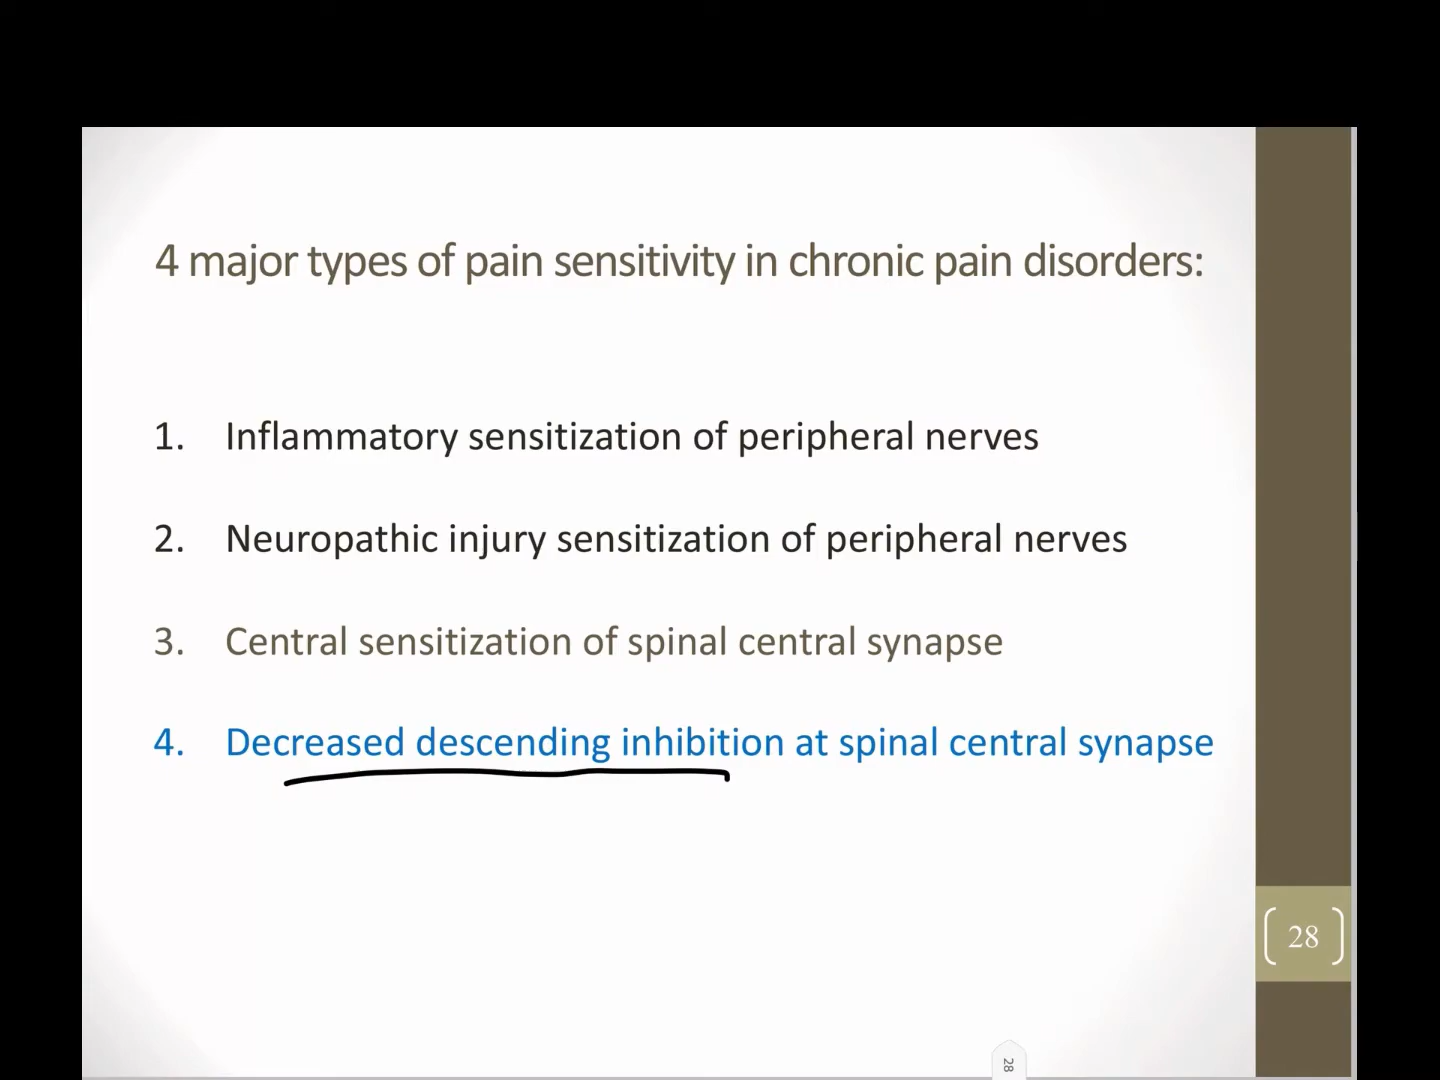 4 major types of pain sensitivity in chronic pain disorders:
1. Inflammatory sensitization of peripheral nerves
2. Neuropathic injury sensitization of peripheral nerves
3. Central sensitization of spinal central synapse
4. Decreased descending inhibition at spinal central synapse
28
28